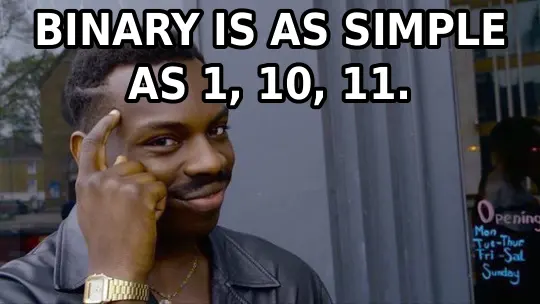 BINARY IS AS SIMPLE
AS 1, 10, 11.
Opening
Mon
Tue-Thur
Fri-Sat
Sunday